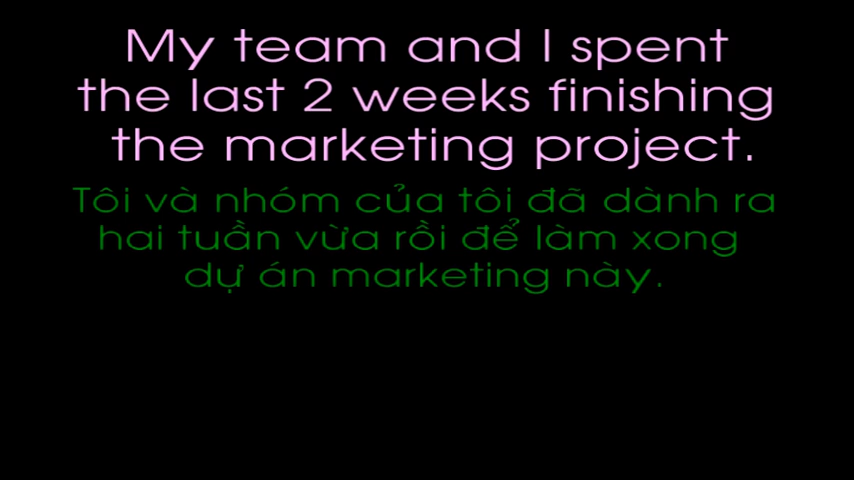 My team and I spent
the last 2 weeks finishing
the marketing project.
Tôi và nhóm của tôi đã dành ra
hai tuần vừa rồi để làm xong
dự án marketing này.